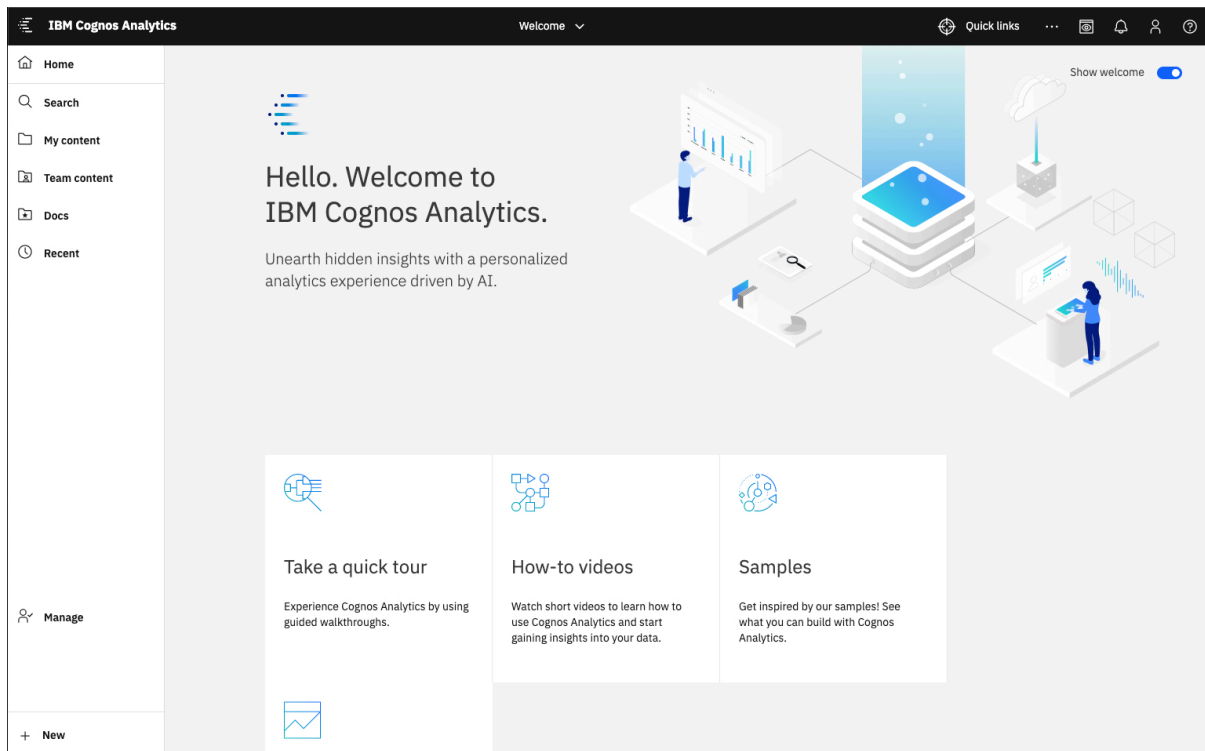 IBM Cognos Analytics
Welcome
Quick links
Home
Search
My content
Team content
Docs
Recent
Manage
New
Show welcome
Hello. Welcome to
IBM Cognos Analytics.
Unearth hidden insights with a personalized
analytics experience driven by AI.
Take a quick tour
Experience Cognos Analytics by using
guided walkthroughs.
How-to videos
Watch short videos to learn how to
use Cognos Analytics and start
gaining insights into your data.
Samples
Get inspired by our samples! See
what you can build with Cognos
Analytics.